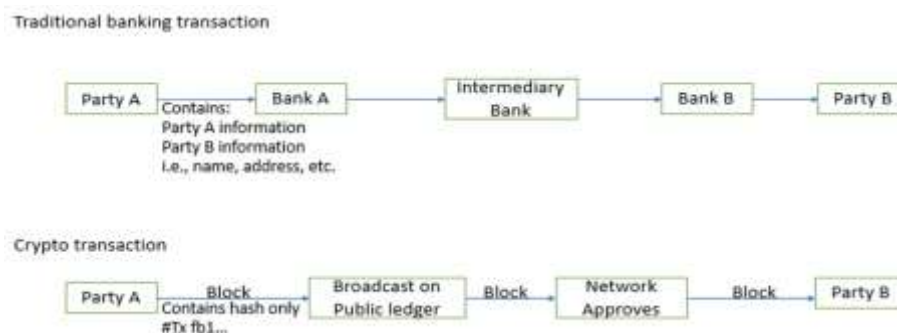 Traditional banking transaction
Party A
Bank A
Intermediary
Bank
Bank B
Party B
Contains:
Party A information
Party B information
i.e., name, address, etc.
Crypto transaction
Party A
Block
Broadcast on
Public ledger
Block
Network
Approves
Block
Party B
Contains hash only
#Tx fb1...